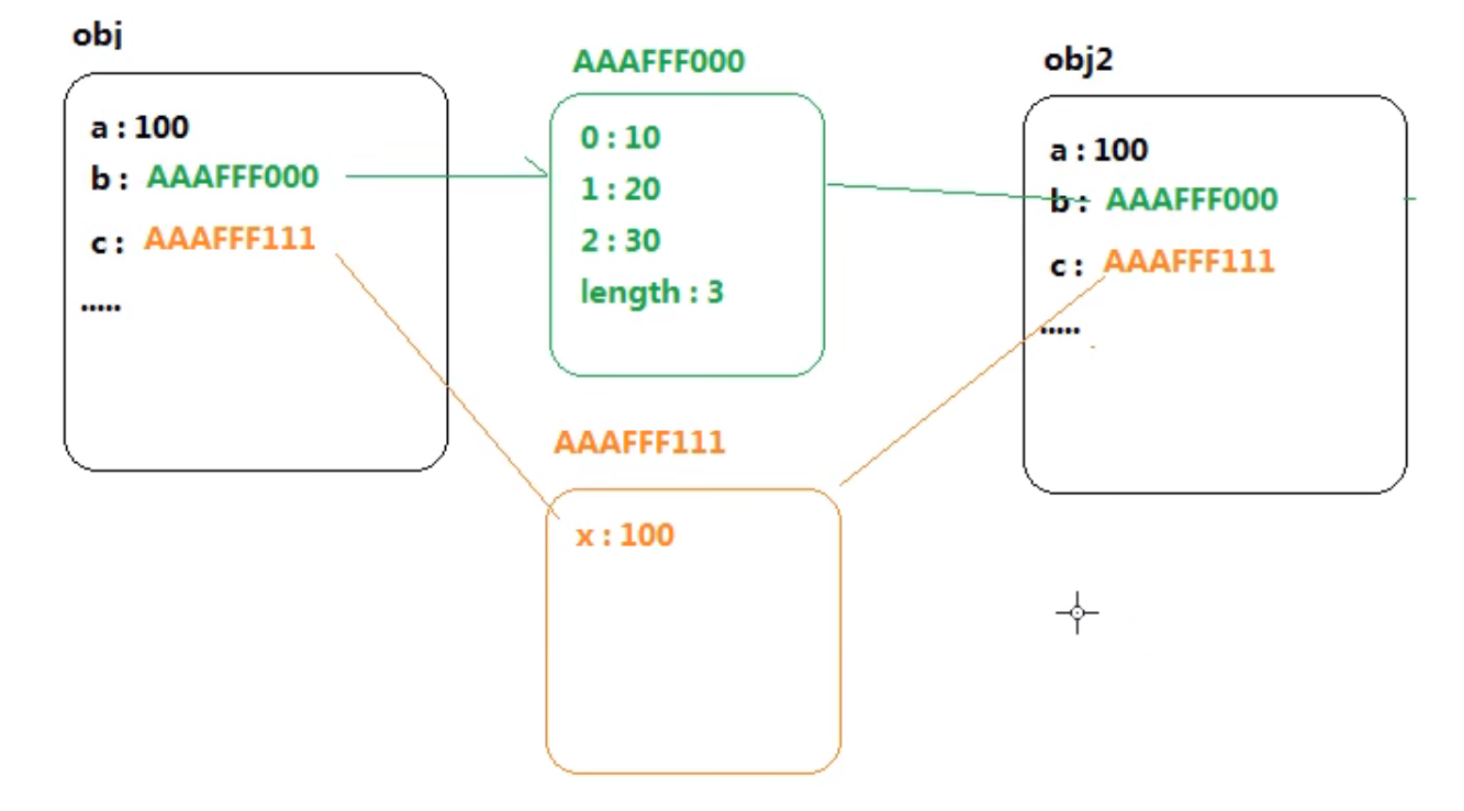 obj
a : 100
b : AAAFFF000
c : AAAFFF111
.....
AAAFFF000
0 : 10
1 : 20
2 : 30
length : 3
AAAFFF111
x : 100
obj2
a : 100
b : AAAFFF000
c : AAAFFF111
.....